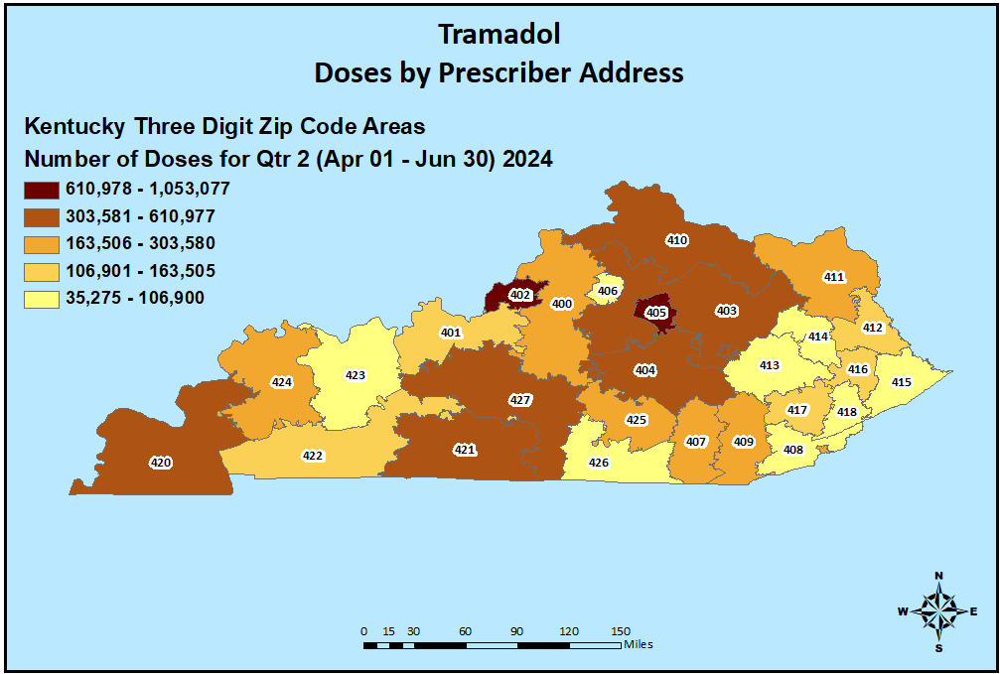 Tramadol
Doses by Prescriber Address
Kentucky Three Digit Zip Code Areas
Number of Doses for Qtr 2 (Apr 01 - Jun 30) 2024
610,978 - 1,053,077
303,581 - 610,977
163,506 - 303,580
106,901 - 163,505
35,275 - 106,900
410
411
402
406
400
405
403
412
401
414
413
416
404
423
424
415
427
417
418
425
407
409
421
408
422
420
426
N
W E
S
0 15 30 60 90 120 150
Miles